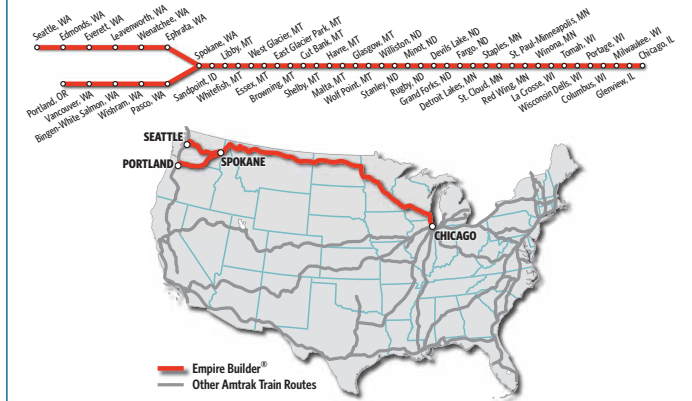 Seattle, WA
Edmonds, WA
Everett, WA
Leavenworth, WA
Wenatchee, WA
Ephrata, WA
Portland, OR
Vancouver, WA
Bingen-White Salmon, WA
Wishram, WA
Pasco, WA
Spokane, WA
Sandpoint, ID
Libby, MT
Whitefish, MT
West Glacier, MT
Essex, MT
East Glacier Park, MT
Browning, MT
Cut Bank, MT
Shelby, MT
Havre, MT
Malta, MT
Glasgow, MT
Wolf Point, MT
Williston, ND
Stanley, ND
Minot, ND
Rugby, ND
Devils Lake, ND
Grand Forks, ND
Fargo, ND
Detroit Lakes, MN
Staples, MN
St. Cloud, MN
St. Paul-Minneapolis, MN
Red Wing, MN
Winona, MN
La Crosse, WI
Tomah, WI
Wisconsin Dells, WI
Portage, WI
Columbus, WI
Milwaukee, WI
Glenview, IL
Chicago, IL
SEATTLE
PORTLAND
SPOKANE
CHICAGO
Empire Builder®
Other Amtrak Train Routes